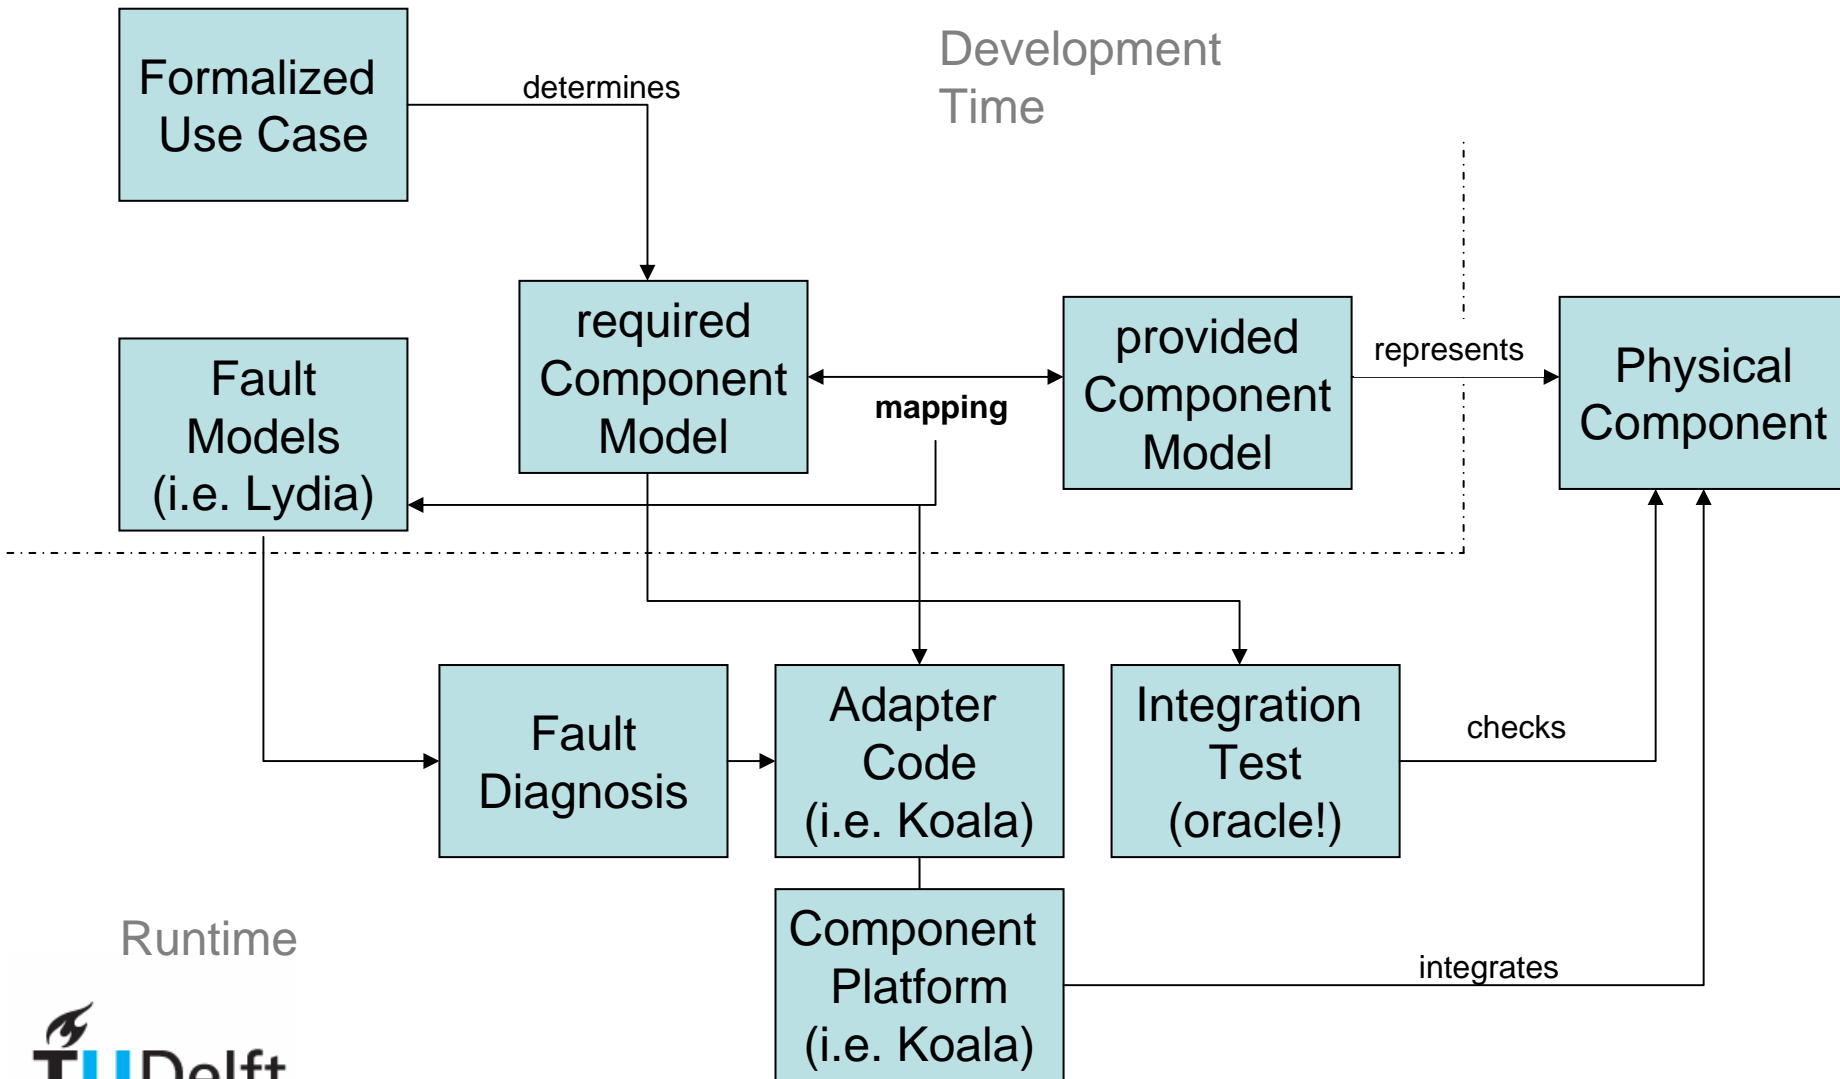 Formalized
Use Case
determines
Development
Time
required
Component
Model
provided
Component
Model
represents
Physical
Component
Fault
Models
(i.e. Lydia)
mapping
Fault
Diagnosis
Adapter
Code
(i.e. Koala)
Integration
Test
(oracle!)
checks
Runtime
Component
Platform
(i.e. Koala)
integrates
TUDelft